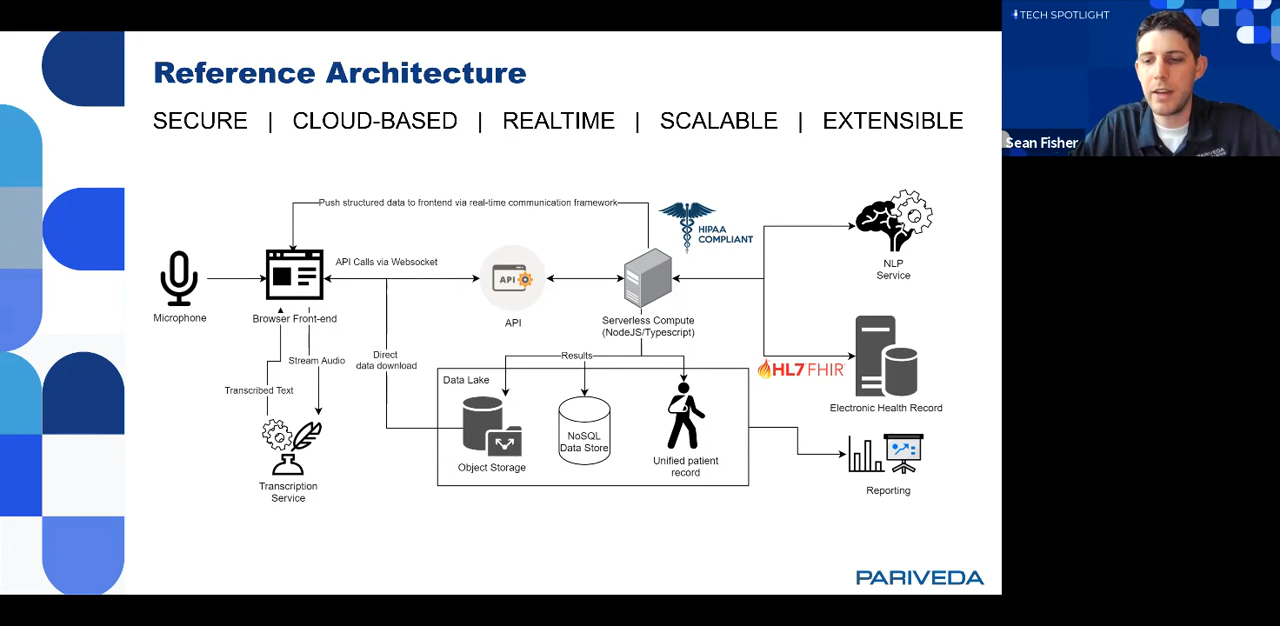 TECH SPOTLIGHT
Sean Fisher
Reference Architecture
SECURE | CLOUD-BASED | REALTIME | SCALABLE | EXTENSIBLE
Push structured data to frontend via real-time communication framework
HIPAA
COMPLIANT
API Calls via Websocket
API
NLP
Service
Microphone
Browser Front-end
API
Serverless Compute
(NodeJS/Typescript)
Stream Audio
Direct
data download
Results
HL7 FHIR
Transcribed Text
Data Lake
Electronic Health Record
NoSQL
Data Store
Object Storage
Unified patient
record
Transcription
Service
Reporting
PARIVEDA
PARIVEDA